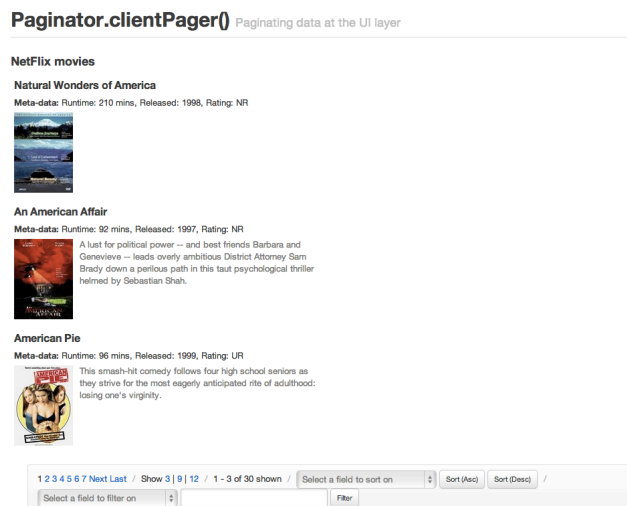 Paginator.clientPager() Paginating data at the UI layer
NetFlix movies
Natural Wonders of America
Meta-data: Runtime: 210 mins, Released: 1998, Rating: NR
An American Affair
Meta-data: Runtime: 92 mins, Released: 1997, Rating: NR
A lust for political power -- and best friends Barbara and
Genevieve -- leads overly ambitious District Attorney Sam
Brady down a perilous path in this taut psychological thriller
helmed by Sebastian Shah.
American Pie
Meta-data: Runtime: 96 mins, Released: 1999, Rating: UR
AMERICAN
PIE
This smash-hit comedy follows four high school seniors as
they strive for the most eagerly anticipated rite of adulthood:
losing one's virginity.
1 2 3 4 5 6 7 Next Last / Show 3 | 9 | 12 / 1 - 3 of 30 shown / Select a field to sort on Sort (Asc) Sort (Desc) /
Select a field to filter on Filter